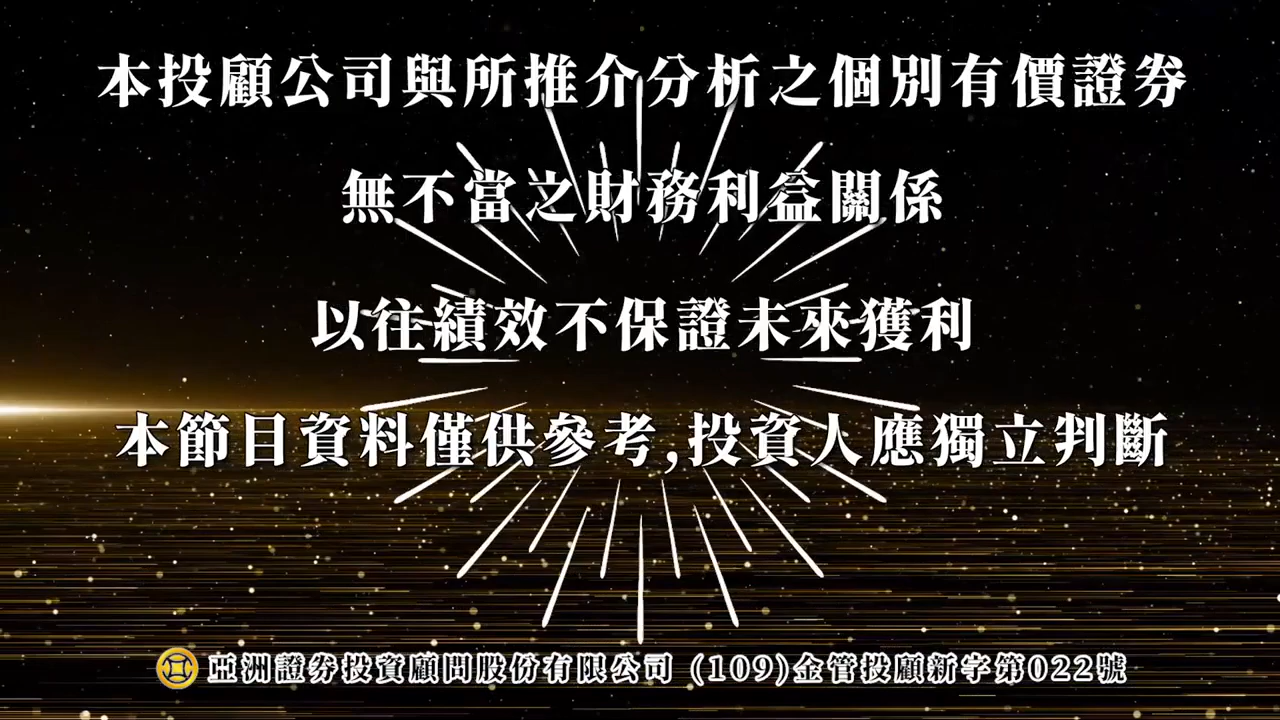 本投顧公司與所推介分析之個別有價證券
無不當之財務利益關係
以往績效不保證未來獲利
本節目資料僅供參考,投資人應獨立判斷
亞洲證券投資顧問股份有限公司 (109)金管投顧新字第022號